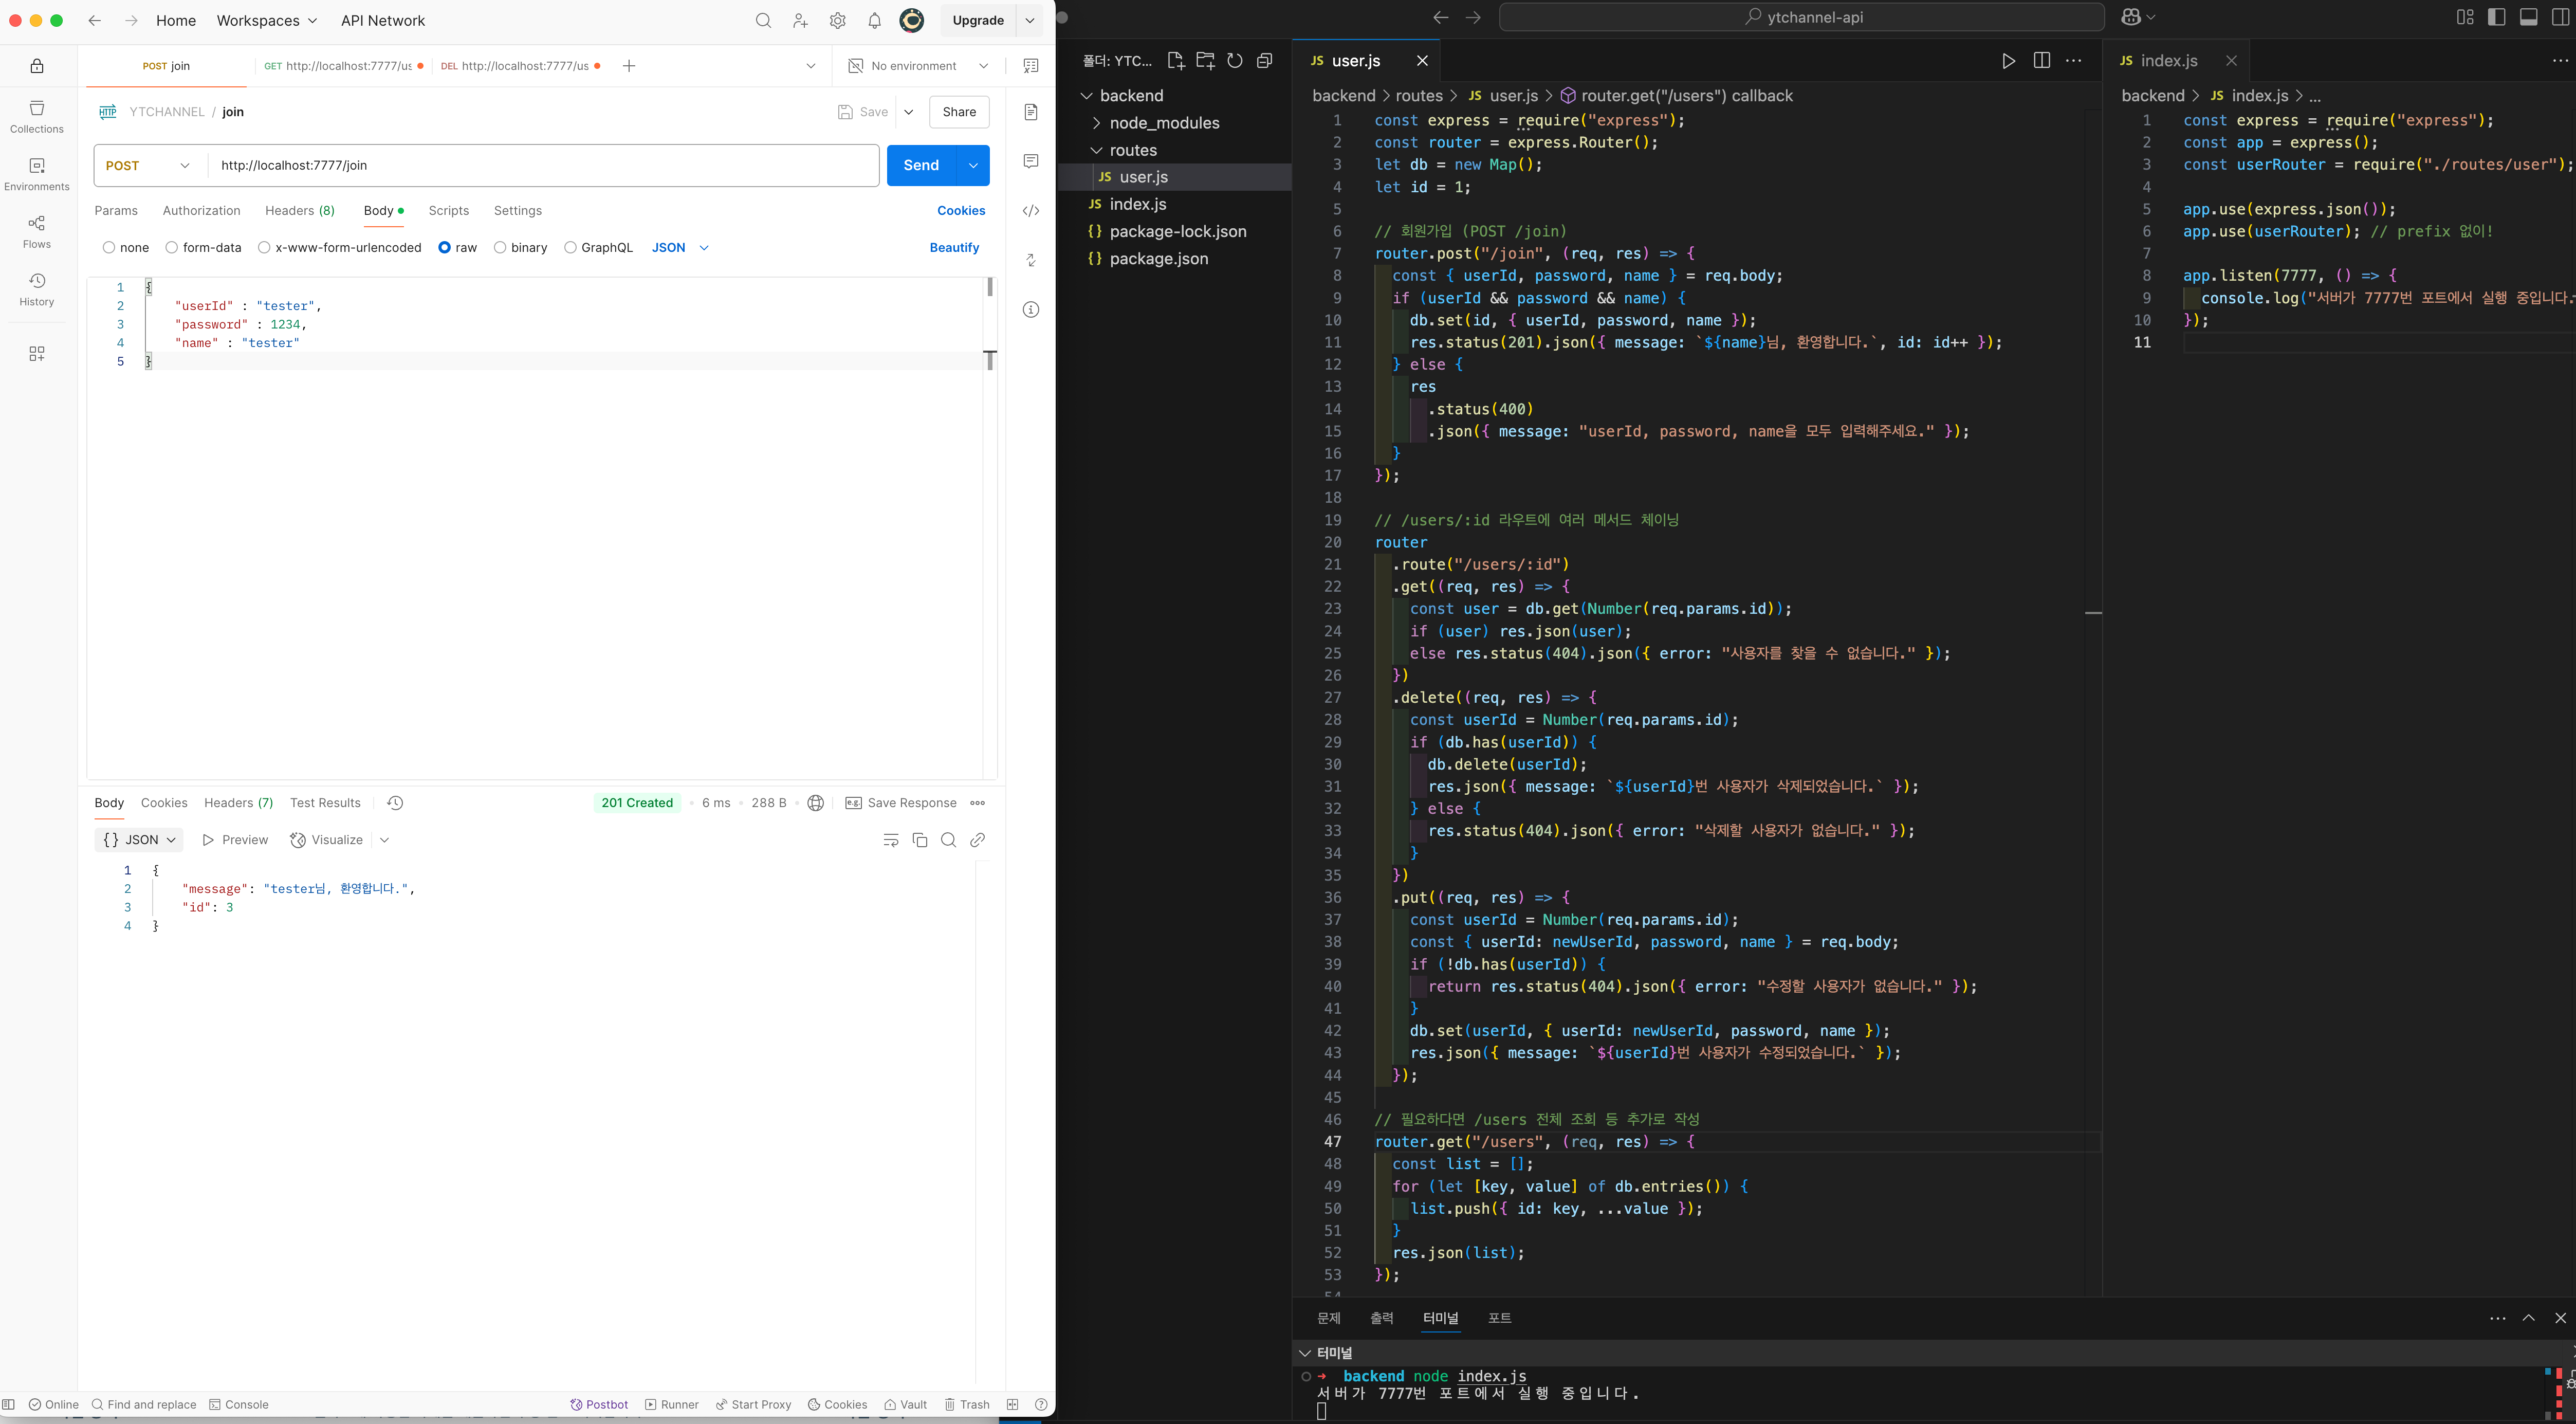 Home Workspaces API Network
Upgrade
POST join
GET http://localhost:7777/us
DEL http://localhost:7777/us
No environment
HTTP YTCHANNEL / join
Save
Share
Collections
Environments
Flows
History
POST http://localhost:7777/join
Send
Params Authorization Headers (8) Body Scripts Settings
Cookies
none form-data x-www-form-urlencoded raw binary GraphQL JSON
Beautify
1 {
2 "userId" : "tester",
3 "password" : 1234,
4 "name" : "tester"
5 }
Body Cookies Headers (7) Test Results
201 Created • 6 ms • 288 B
e.g. Save Response
{} JSON Preview Visualize
1 {
2 "message": "tester님, 환영합니다.",
3 "id": 3
4 }
Online Find and replace Console
Postbot Runner Start Proxy Cookies Vault Trash
ytchannel-api
폴더: YTC...
backend
node_modules
routes
JS user.js
JS index.js
{} package-lock.json
{} package.json
JS user.js
backend > routes > JS user.js > router.get("/users") callback
1 const express = require("express");
2 const router = express.Router();
3 let db = new Map();
4 let id = 1;
5
6 // 회원가입 (POST /join)
7 router.post("/join", (req, res) => {
8 const { userId, password, name } = req.body;
9 if (userId && password && name) {
10 db.set(id, { userId, password, name });
11 res.status(201).json({ message: `${name}님, 환영합니다.`, id: id++ });
12 } else {
13 res
14 .status(400)
15 .json({ message: "userId, password, name을 모두 입력해주세요." });
16 }
17 });
18
19 // /users/:id 라우트에 여러 메서드 체이닝
20 router
21 .route("/users/:id")
22 .get((req, res) => {
23 const user = db.get(Number(req.params.id));
24 if (user) res.json(user);
25 else res.status(404).json({ error: "사용자를 찾을 수 없습니다." });
26 })
27 .delete((req, res) => {
28 const userId = Number(req.params.id);
29 if (db.has(userId)) {
30 db.delete(userId);
31 res.json({ message: `${userId}번 사용자가 삭제되었습니다.` });
32 } else {
33 res.status(404).json({ error: "삭제할 사용자가 없습니다." });
34 }
35 })
36 .put((req, res) => {
37 const userId = Number(req.params.id);
38 const { userId: newUserId, password, name } = req.body;
39 if (!db.has(userId)) {
40 return res.status(404).json({ error: "수정할 사용자가 없습니다." });
41 }
42 db.set(userId, { userId: newUserId, password, name });
43 res.json({ message: `${userId}번 사용자가 수정되었습니다.` });
44 });
45
46 // 필요하다면 /users 전체 조회 등 추가로 작성
47 router.get("/users", (req, res) => {
48 const list = [];
49 for (let [key, value] of db.entries()) {
50 list.push({ id: key, ...value });
51 }
52 res.json(list);
53 });
54
JS index.js
backend > JS index.js > ...
1 const express = require("express");
2 const app = express();
3 const userRouter = require("./routes/user");
4
5 app.use(express.json());
6 app.use(userRouter); // prefix 없이!
7
8 app.listen(7777, () => {
9 console.log("서버가 7777번 포트에서 실행 중입니다.
10 });
11
문제 출력 터미널 포트
터미널
→ backend node index.js
서버가 7777번 포트에서 실행 중입니다.